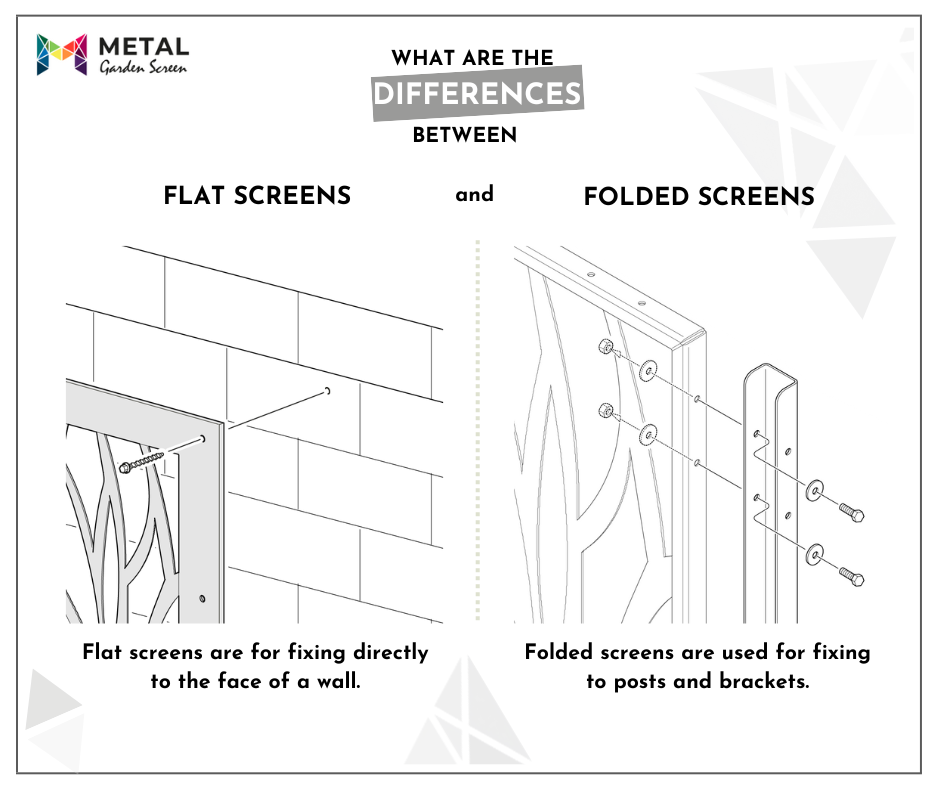 METAL
Garden Screen
WHAT ARE THE
DIFFERENCES
BETWEEN
FLAT SCREENS and FOLDED SCREENS
Flat screens are for fixing directly
to the face of a wall.
Folded screens are used for fixing
to posts and brackets.